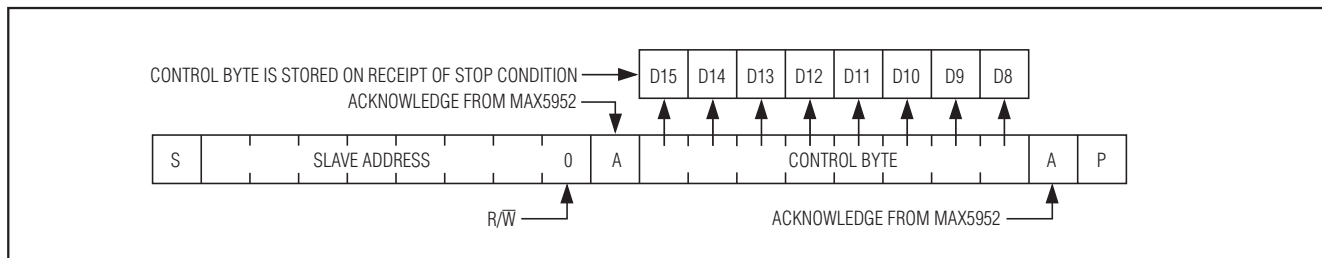 D15 D14 D13 D12 D11 D10 D9 D8
CONTROL BYTE IS STORED ON RECEIPT OF STOP CONDITION
ACKNOWLEDGE FROM MAX5952
S SLAVE ADDRESS 0 A CONTROL BYTE A P
R/W̅
ACKNOWLEDGE FROM MAX5952